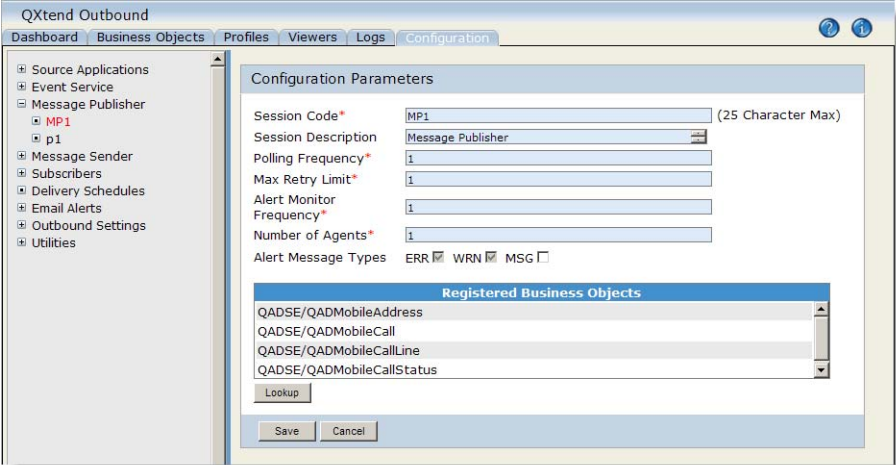 QXtend Outbound
Dashboard Business Objects Profiles Viewers Logs Configuration
Source Applications
Event Service
Message Publisher
MP1
p1
Message Sender
Subscribers
Delivery Schedules
Email Alerts
Outbound Settings
Utilities
Configuration Parameters
Session Code* MP1 (25 Character Max)
Session Description Message Publisher
Polling Frequency* 1
Max Retry Limit* 1
Alert Monitor
Frequency* 1
Number of Agents* 1
Alert Message Types ERR WRN MSG
Registered Business Objects
QADSE/QADMobileAddress
QADSE/QADMobileCall
QADSE/QADMobileCallLine
QADSE/QADMobileCallStatus
Lookup
Save Cancel